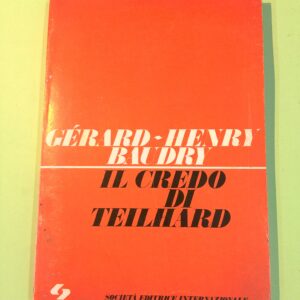 GÉRARD-HENRY
BAUDRY
IL CREDO
DI
TEILHARD
SOCIETÀ EDITRICE INTERNAZIONALE